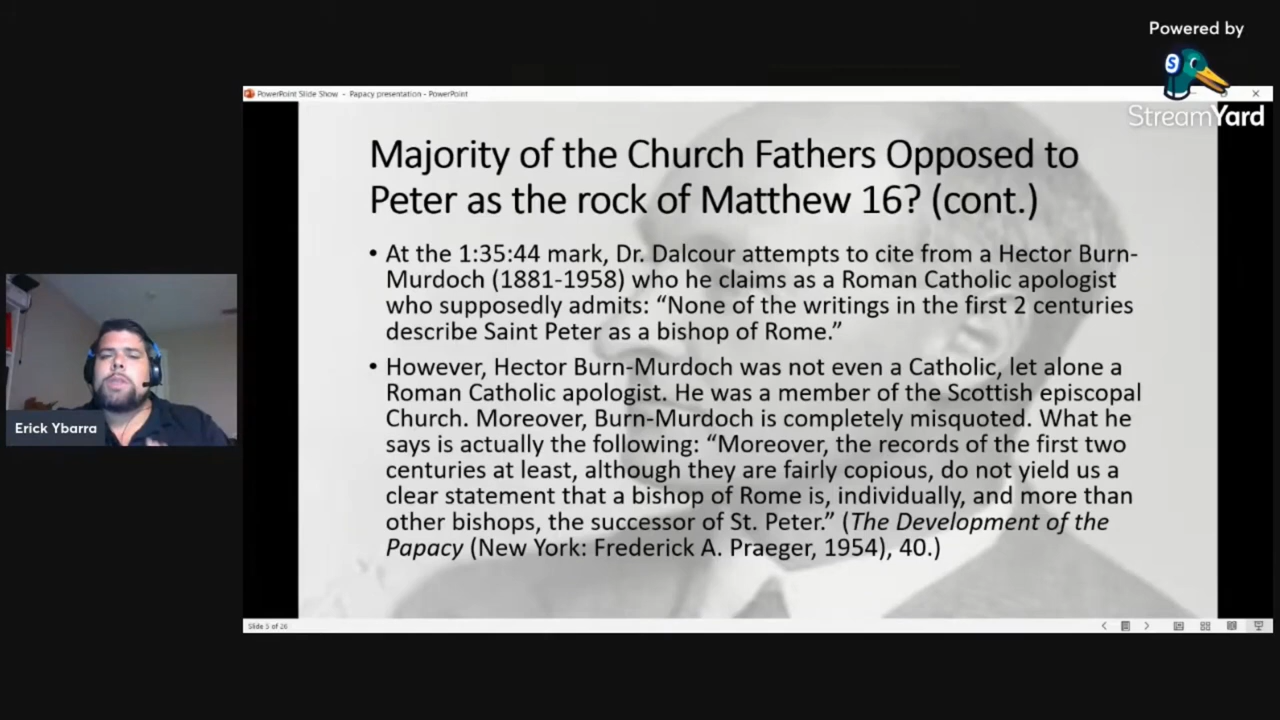 Powered by
StreamYard
PowerPoint Slide Show - Papacy presentation - PowerPoint
Majority of the Church Fathers Opposed to
Peter as the rock of Matthew 16? (cont.)
• At the 1:35:44 mark, Dr. Dalcour attempts to cite from a Hector Burn-
Murdoch (1881-1958) who he claims as a Roman Catholic apologist
who supposedly admits: “None of the writings in the first 2 centuries
describe Saint Peter as a bishop of Rome.”
• However, Hector Burn-Murdoch was not even a Catholic, let alone a
Roman Catholic apologist. He was a member of the Scottish episcopal
Church. Moreover, Burn-Murdoch is completely misquoted. What he
says is actually the following: “Moreover, the records of the first two
centuries at least, although they are fairly copious, do not yield us a
clear statement that a bishop of Rome is, individually, and more than
other bishops, the successor of St. Peter.” (The Development of the
Papacy (New York: Frederick A. Praeger, 1954), 40.)
Erick Ybarra
Slide 5 of 26